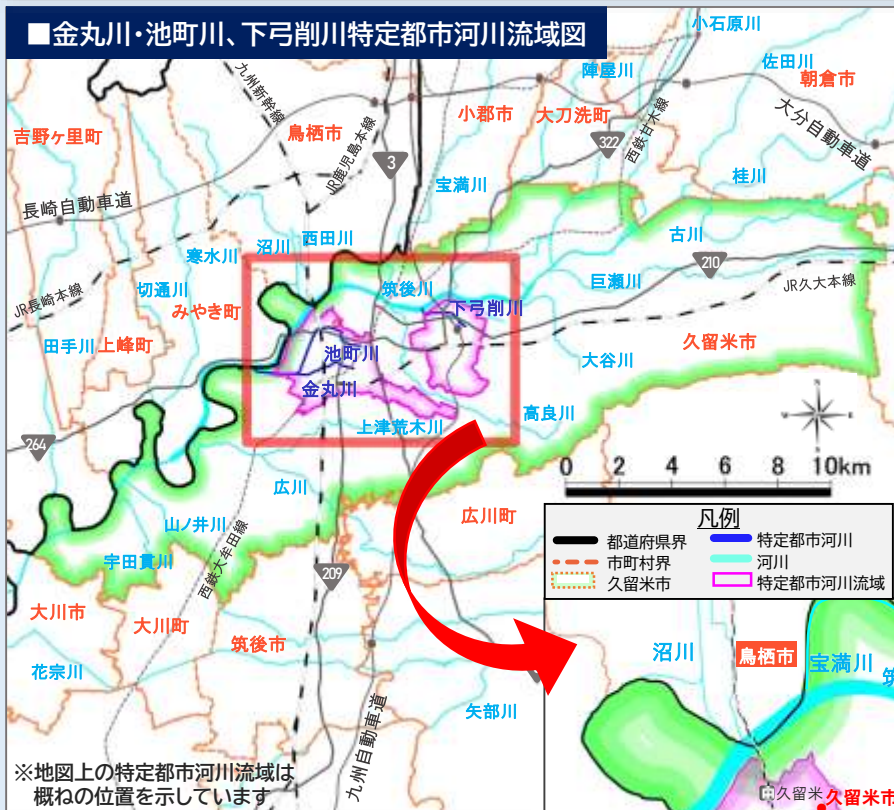 ■金丸川・池町川、下弓削川特定都市河川流域図
小石原川
佐田川
陣屋川
朝倉市
九州新幹線
小郡市
大刀洗町
吉野ヶ里町
鳥栖市
JR鹿児島本線
3
322
西鉄甘木線
大分自動車道
桂川
宝満川
長崎自動車道
寒水川
沼川
西田川
古川
210
JR長崎本線
切通川
筑後川
巨瀬川
JR久大本線
みやき町
下弓削川
田手川
上峰町
池町川
大谷川
久留米市
金丸川
高良川
上津荒木川
264
0 2 4 6 8 10km
広川
広川町
山ノ井川
宇田貫川
西鉄大牟田線
209
大川市
大川町
筑後市
花宗川
矢部川
九州自動車道
凡例
都道府県界
特定都市河川
市町村界
河川
久留米市
特定都市河川流域
沼川
鳥栖市
宝満川
筑
久留米
久留米市
※地図上の特定都市河川流域は
概ねの位置を示しています